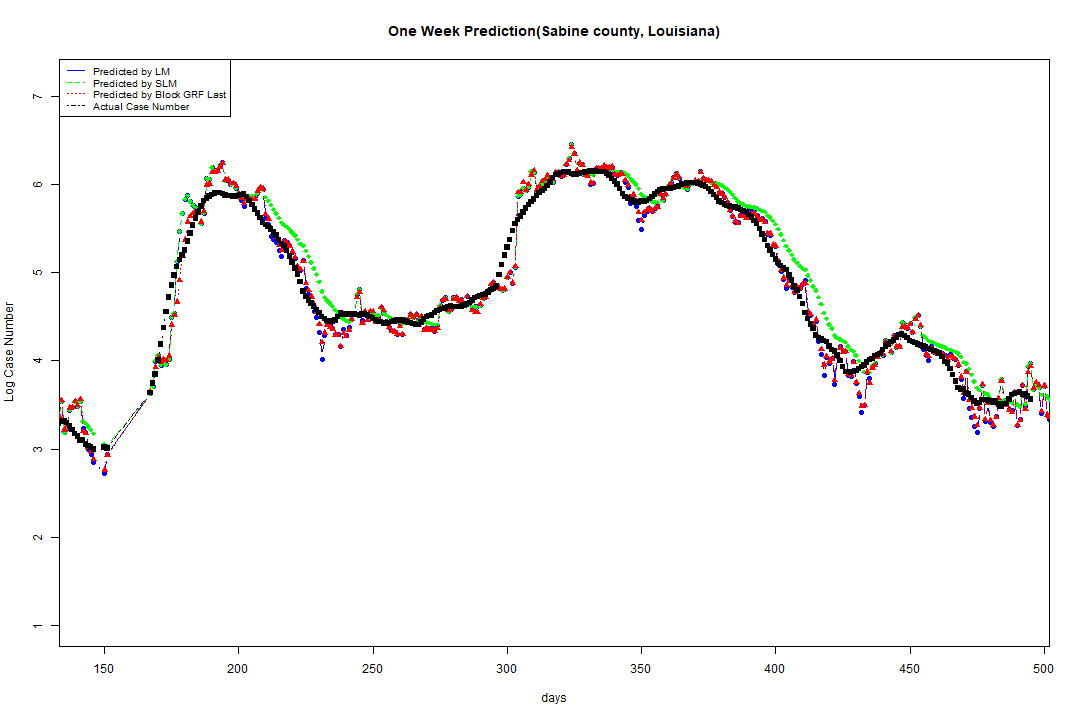 One Week Prediction(Sabine county, Louisiana)
Predicted by LM
Predicted by SLM
Predicted by Block GRF Last
Actual Case Number
7
6
5
4
3
2
1
Log Case Number
150 200 250 300 350 400 450 500
days